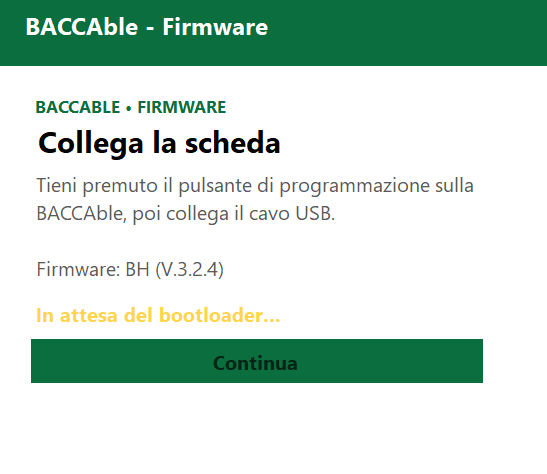 BACCAble - Firmware
BACCABLE • FIRMWARE
Collega la scheda
Tieni premuto il pulsante di programmazione sulla
BACCAble, poi collega il cavo USB.
Firmware: BH (V.3.2.4)
In attesa del bootloader...
Continua